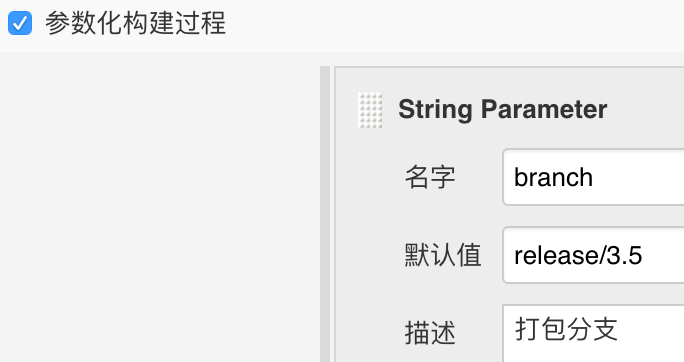 参数化构建过程
String Parameter
名字 branch
默认值 release/3.5
描述 打包分支